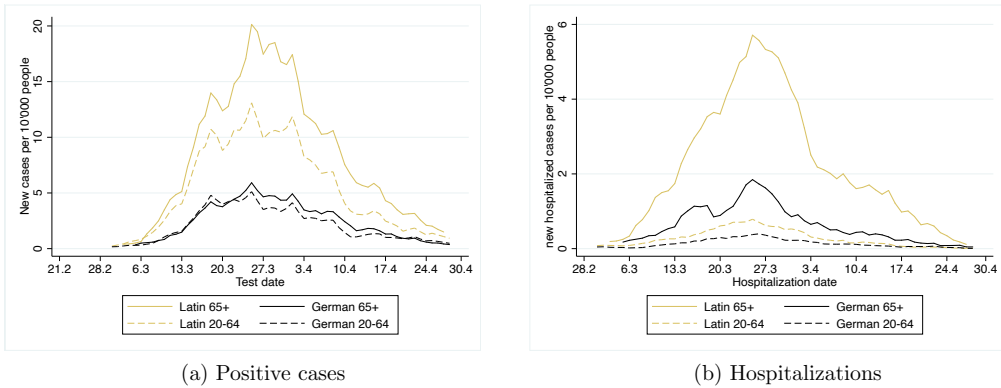 New cases per 10'000 people
20
15
10
5
0
21.2 28.2 6.3 13.3 20.3 27.3 3.4 10.4 17.4 24.4 30.4
Test date
Latin 65+ German 65+
Latin 20-64 German 20-64
(a) Positive cases
new hospitalized cases per 10'000 people
6
4
2
0
28.2 6.3 13.3 20.3 27.3 3.4 10.4 17.4 24.4 30.4
Hospitalization date
Latin 65+ German 65+
Latin 20-64 German 20-64
(b) Hospitalizations